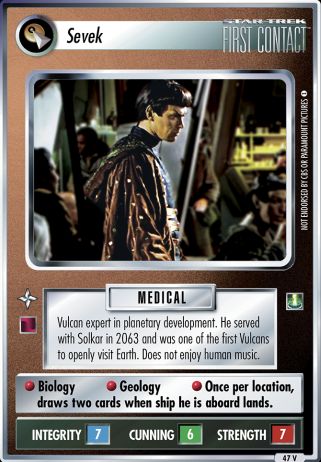 Sevek
STAR TREK
FIRST CONTACT
NOT ENDORSED BY CBS OR PARAMOUNT PICTURES
MEDICAL
Vulcan expert in planetary development. He served
with Solkar in 2063 and was one of the first Vulcans
to openly visit Earth. Does not enjoy human music.
Biology Geology Once per location,
draws two cards when ship he is aboard lands.
INTEGRITY 7 CUNNING 6 STRENGTH 7
47 V